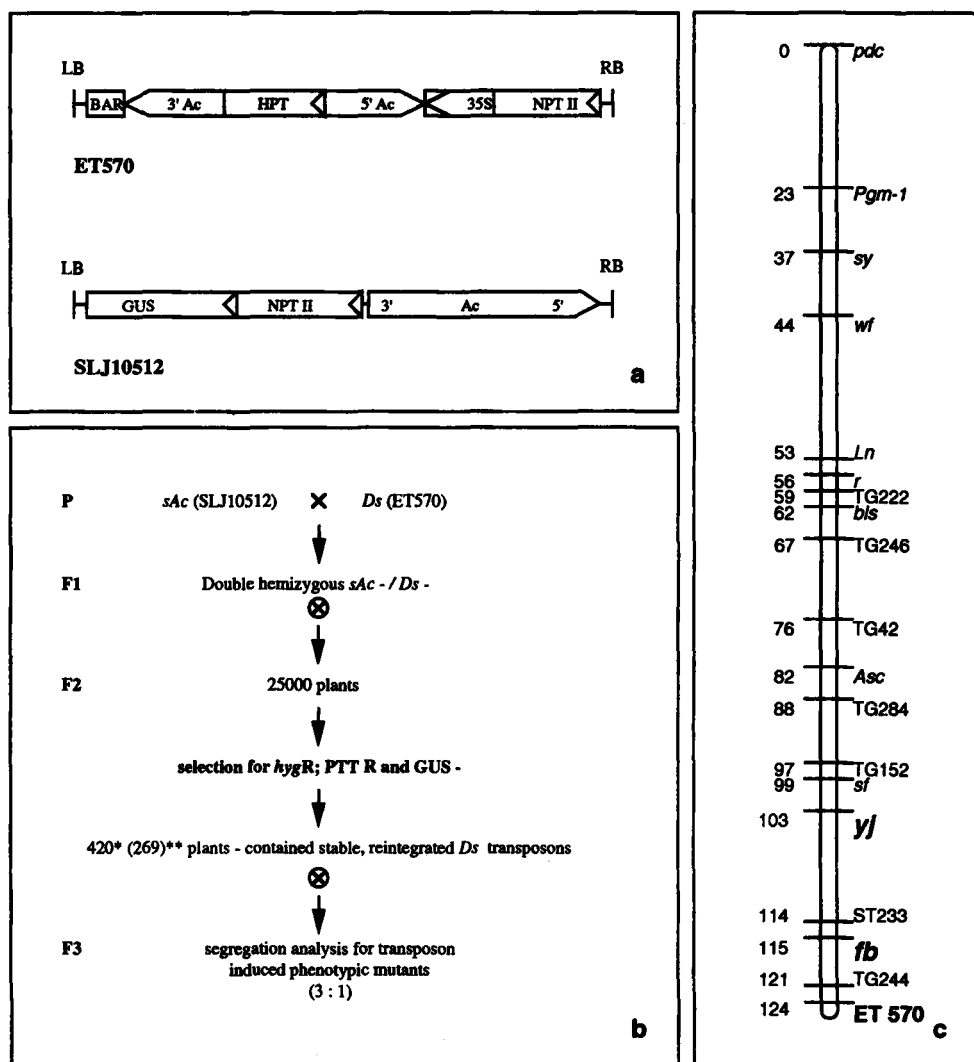 LB RB
BAR 3' Ac HPT 5' Ac 35S NPT II
ET570
LB RB
GUS NPT II 3' Ac 5'
SLJ10512
a
P sAc (SLJ10512) × Ds (ET570)
F1 Double hemizygous sAc - / Ds -
F2 25000 plants
selection for hygR; PTT R and GUS -
420* (269)** plants - contained stable, reintegrated Ds transposons
F3 segregation analysis for transposon
induced phenotypic mutants
(3 : 1)
b
0 pdc
23 Pgm-1
37 sy
44 wf
53 Ln
56 r
59 TG222
62 bls
67 TG246
76 TG42
82 Asc
88 TG284
97 TG152
99 sf
103 yj
114 ST233
115 fb
121 TG244
124 ET 570
c